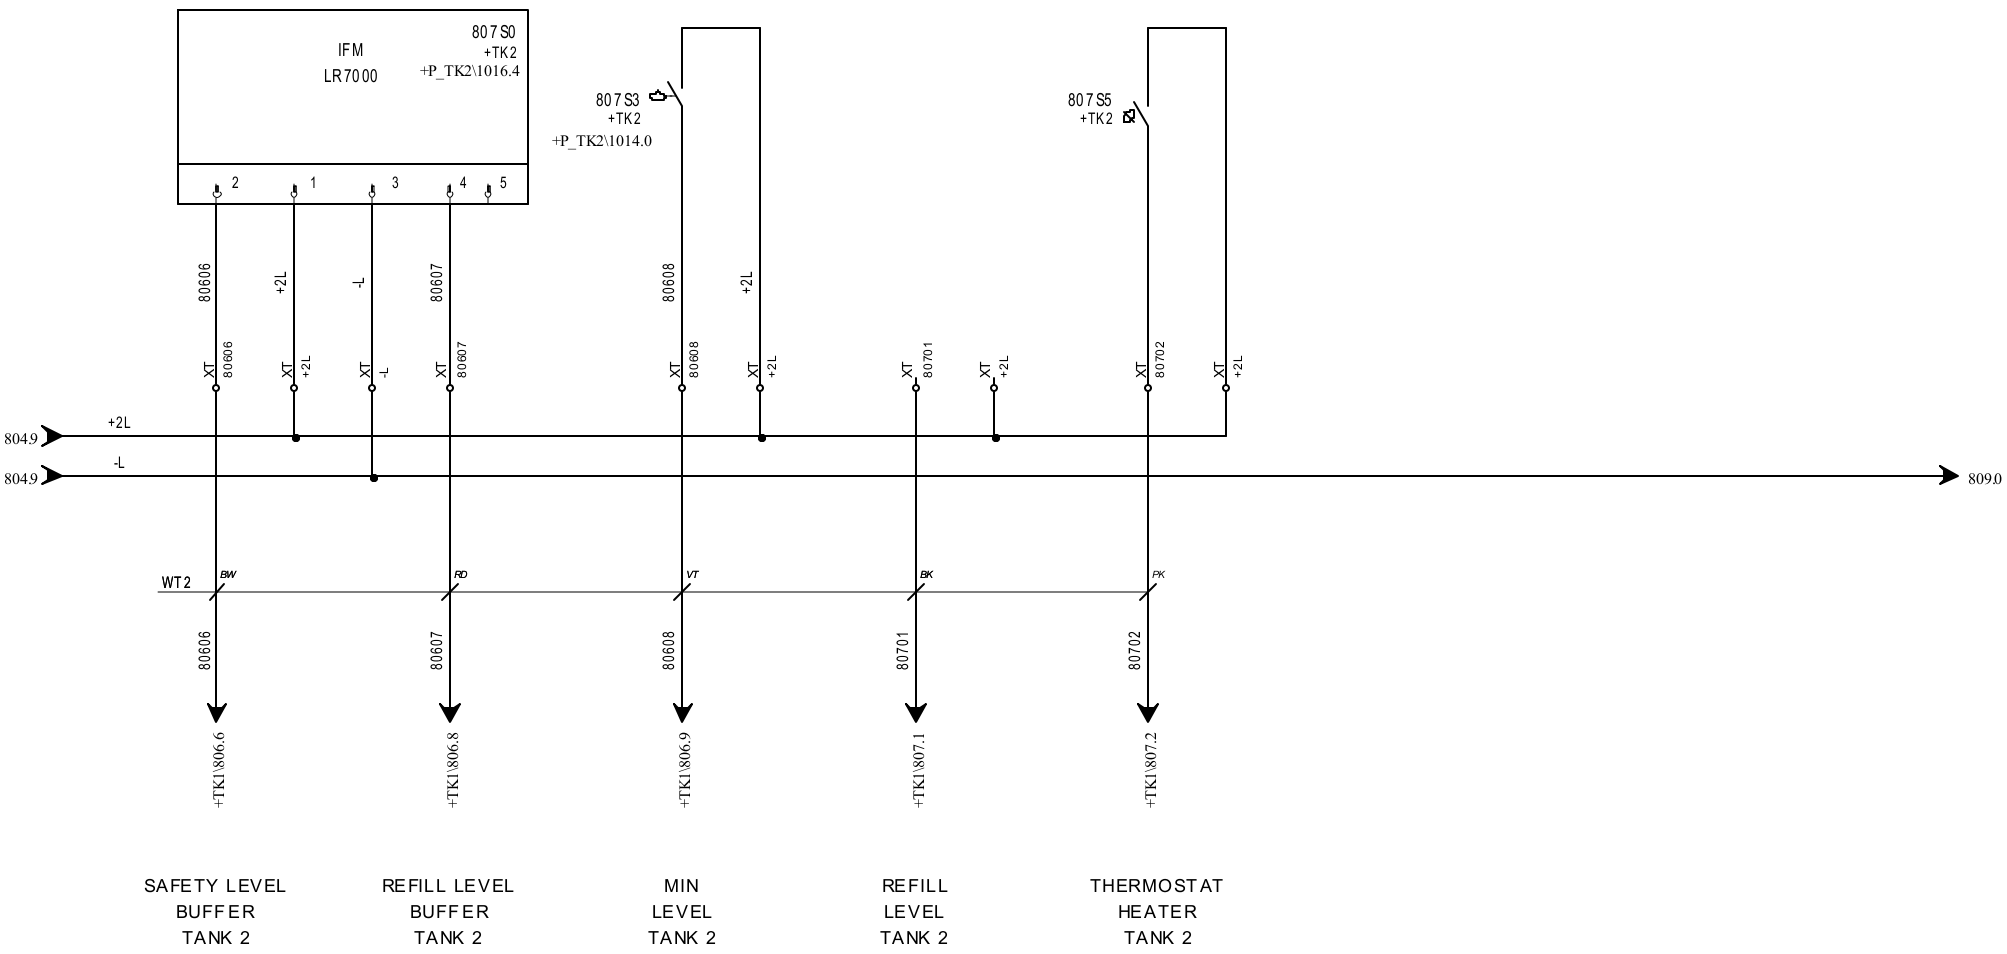 IFM
LR7000
807S0
+TK2
+P_TK2\1016.4
2
1
3
4
5
807S3
+TK2
+P_TK2\1014.0
807S5
+TK2
80606
+2L
-L
80607
80608
+2L
XT
80606
XT
+2L
XT
-L
XT
80607
XT
80608
XT
+2L
XT
80701
XT
+2L
XT
80702
XT
+2L
804.9
+2L
804.9
-L
809.0
WT2
BW
RD
VT
BK
PK
80606
80607
80608
80701
80702
+TK1\806.6
+TK1\806.8
+TK1\806.9
+TK1\807.1
+TK1\807.2
SAFETY LEVEL
BUFFER
TANK 2
REFILL LEVEL
BUFFER
TANK 2
MIN
LEVEL
TANK 2
REFILL
LEVEL
TANK 2
THERMOSTAT
HEATER
TANK 2